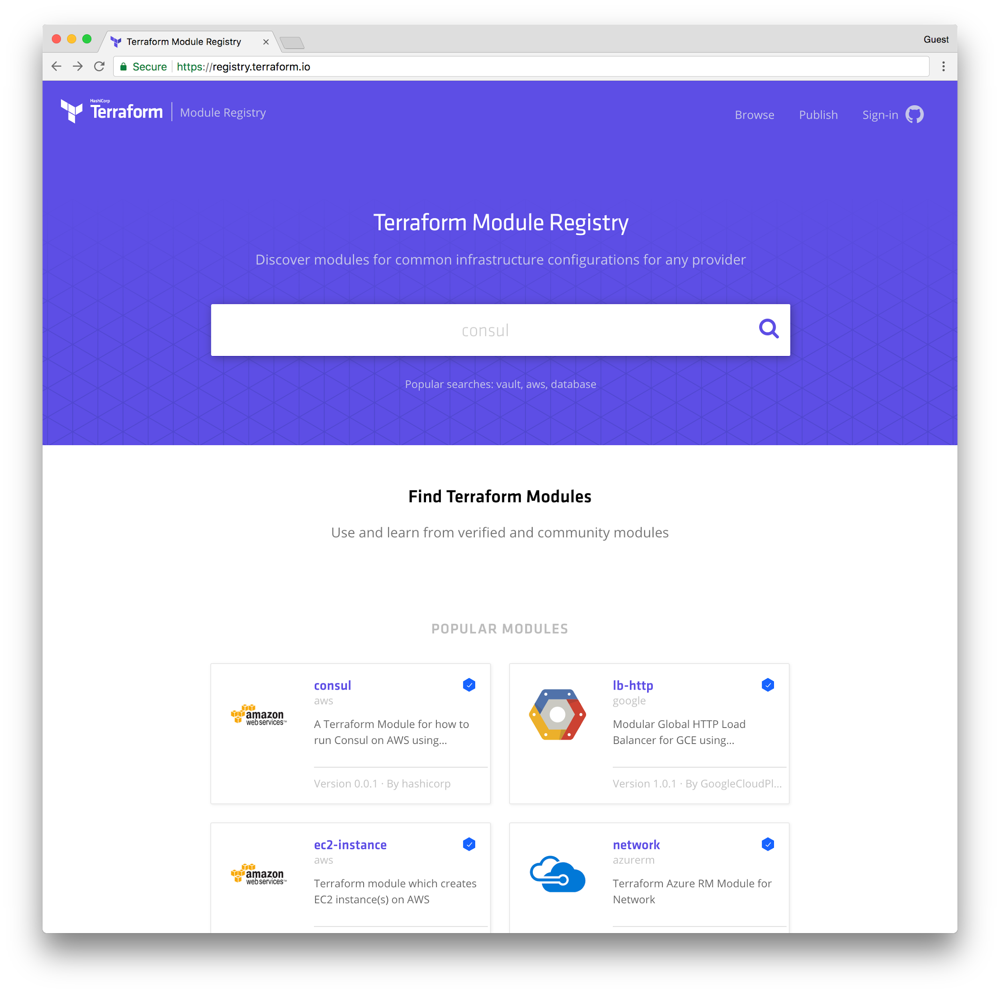 Terraform Module Registry
Guest
Secure
https://registry.terraform.io
HashiCorp
Terraform
Module Registry
Browse
Publish
Sign-in
Terraform Module Registry
Discover modules for common infrastructure configurations for any provider
consul
Popular searches: vault, aws, database
Find Terraform Modules
Use and learn from verified and community modules
POPULAR MODULES
consul
aws
amazon
web services™
A Terraform Module for how to
run Consul on AWS using...
Version 0.0.1 · By hashicorp
lb-http
google
Modular Global HTTP Load
Balancer for GCE using...
Version 1.0.1 · By GoogleCloudPl...
ec2-instance
aws
amazon
web services™
Terraform module which creates
EC2 instance(s) on AWS
network
azurerm
Terraform Azure RM Module for
Network